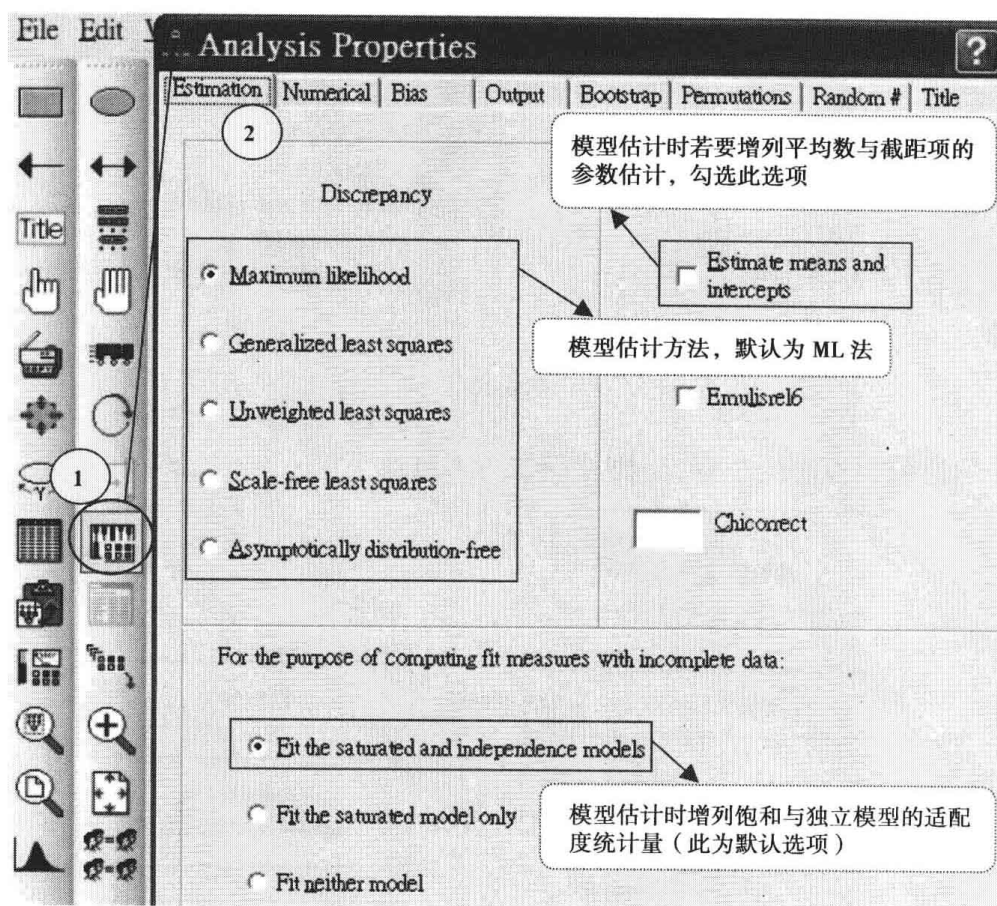 File Edit V
Analysis Properties
?
Estimation Numerical Bias Output Bootstrap Permutations Random # Title
2
模型估计时若要增列平均数与截距项的
参数估计，勾选此选项
Discrepancy
Title
Maximum likelihood
Estimate means and
intercepts
模型估计方法，默认为 ML 法
Generalized least squares
Emulisrel6
Unweighted least squares
1
Scale-free least squares
Chicorrect
Asymptotically distribution-free
For the purpose of computing fit measures with incomplete data:
Fit the saturated and independence models
模型估计时增列饱和与独立模型的适配
度统计量（此为默认选项）
Fit the saturated model only
Fit neither model